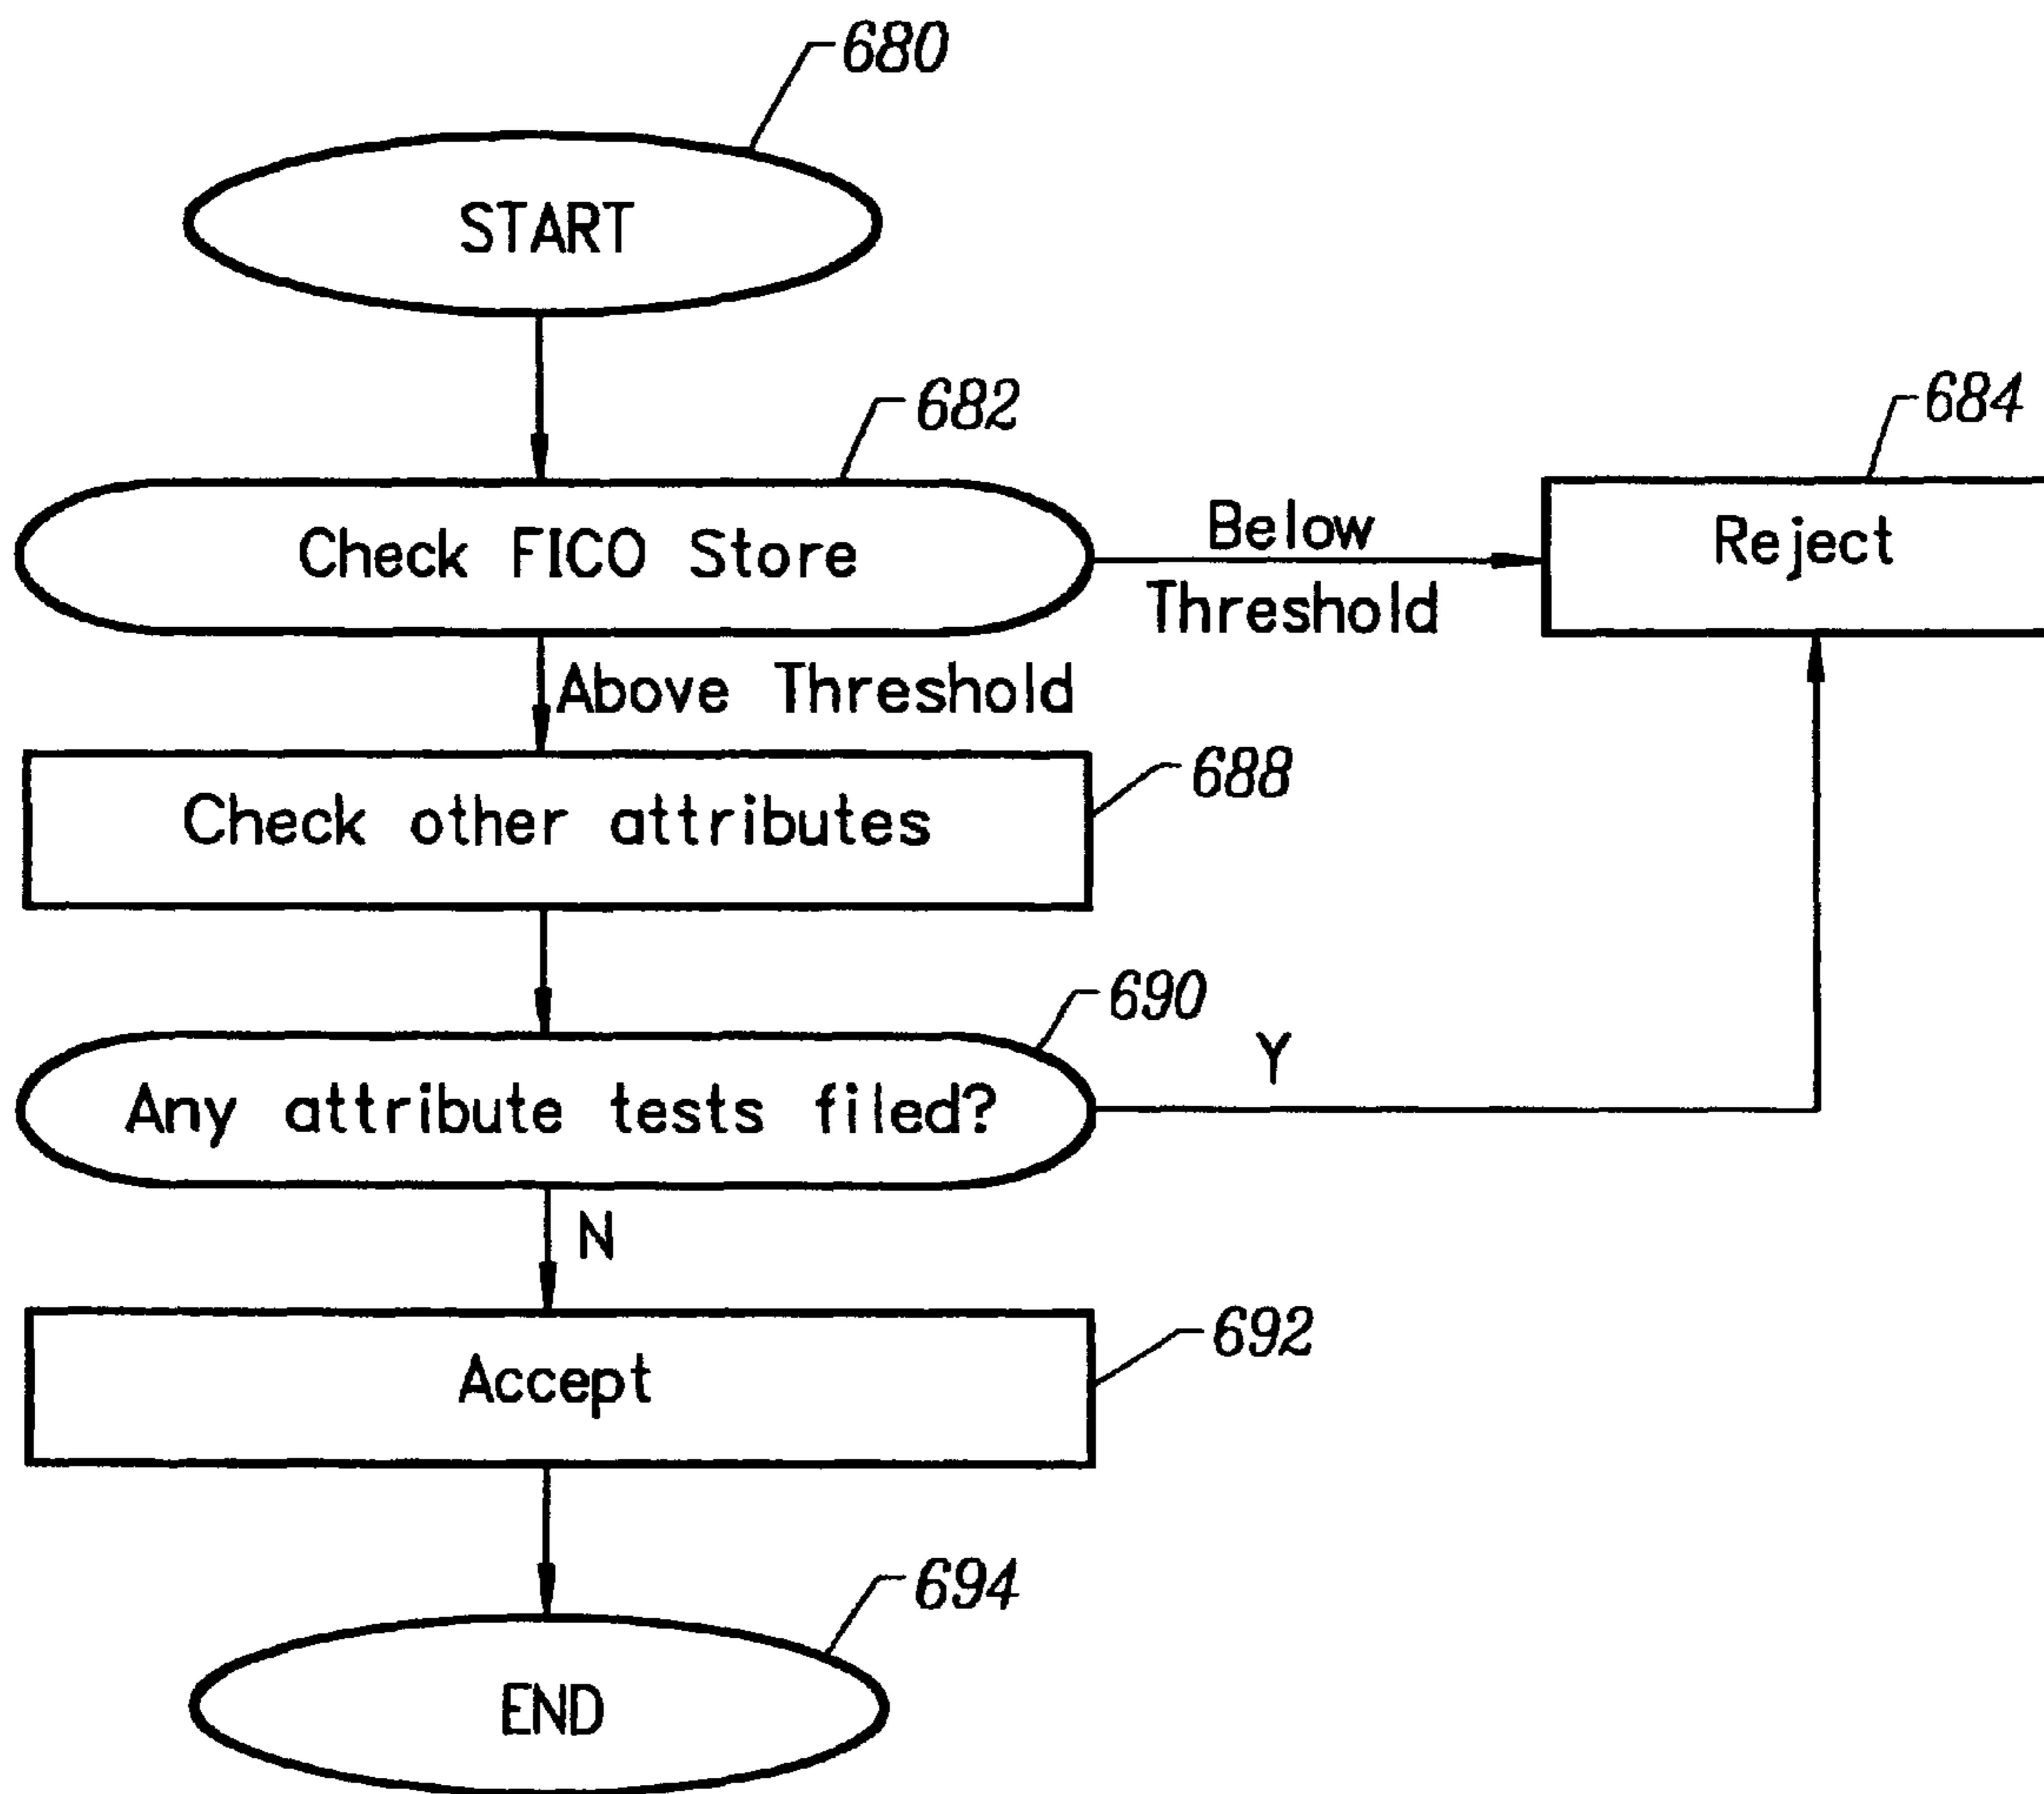 680
START
682
Check FICO Store
Below
Threshold
684
Reject
Above Threshold
688
Check other attributes
690
Any attribute tests filed?
Y
N
692
Accept
694
END